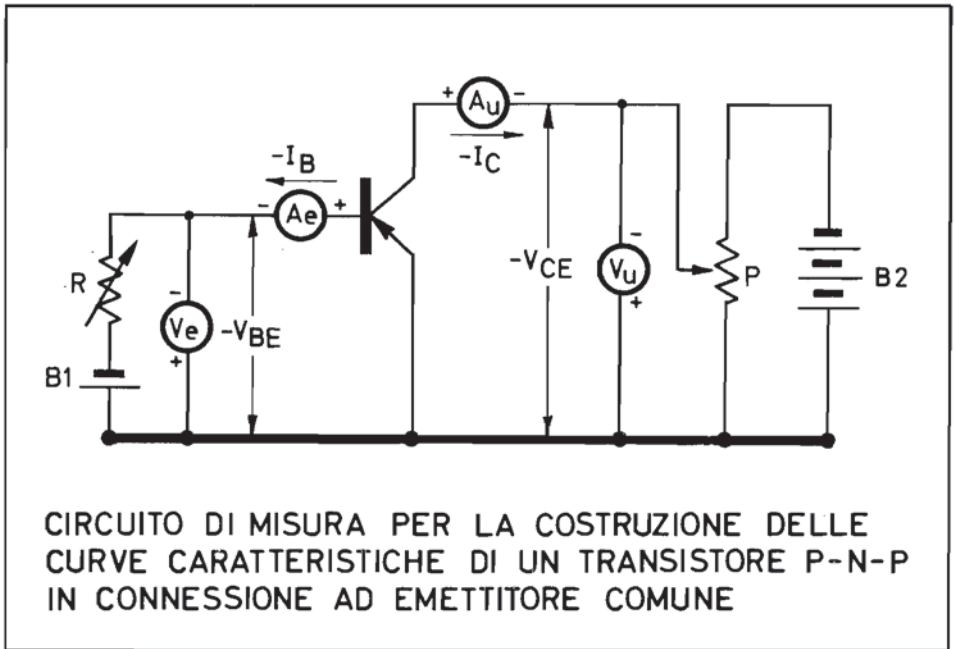 + Au -
-IC
-IB
- Ae +
R
-
Ve
+
-VBE
B1
-VCE
-
Vu
+
P
B2
CIRCUITO DI MISURA PER LA COSTRUZIONE DELLE
CURVE CARATTERISTICHE DI UN TRANSISTORE P-N-P
IN CONNESSIONE AD EMETTITORE COMUNE